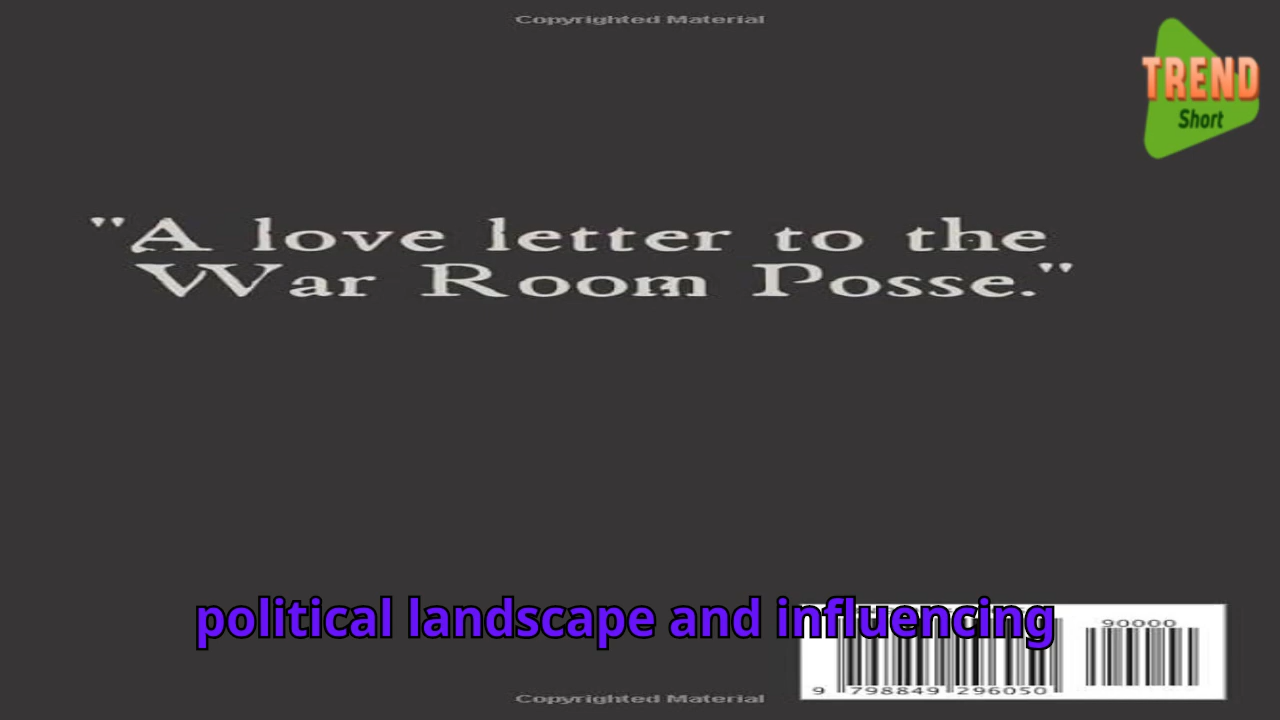 Copyrighted Material
TREND
Short
"A love letter to the
War Room Posse."
political landscape and influencing
90000
9 798849 296050
Copyrighted Material